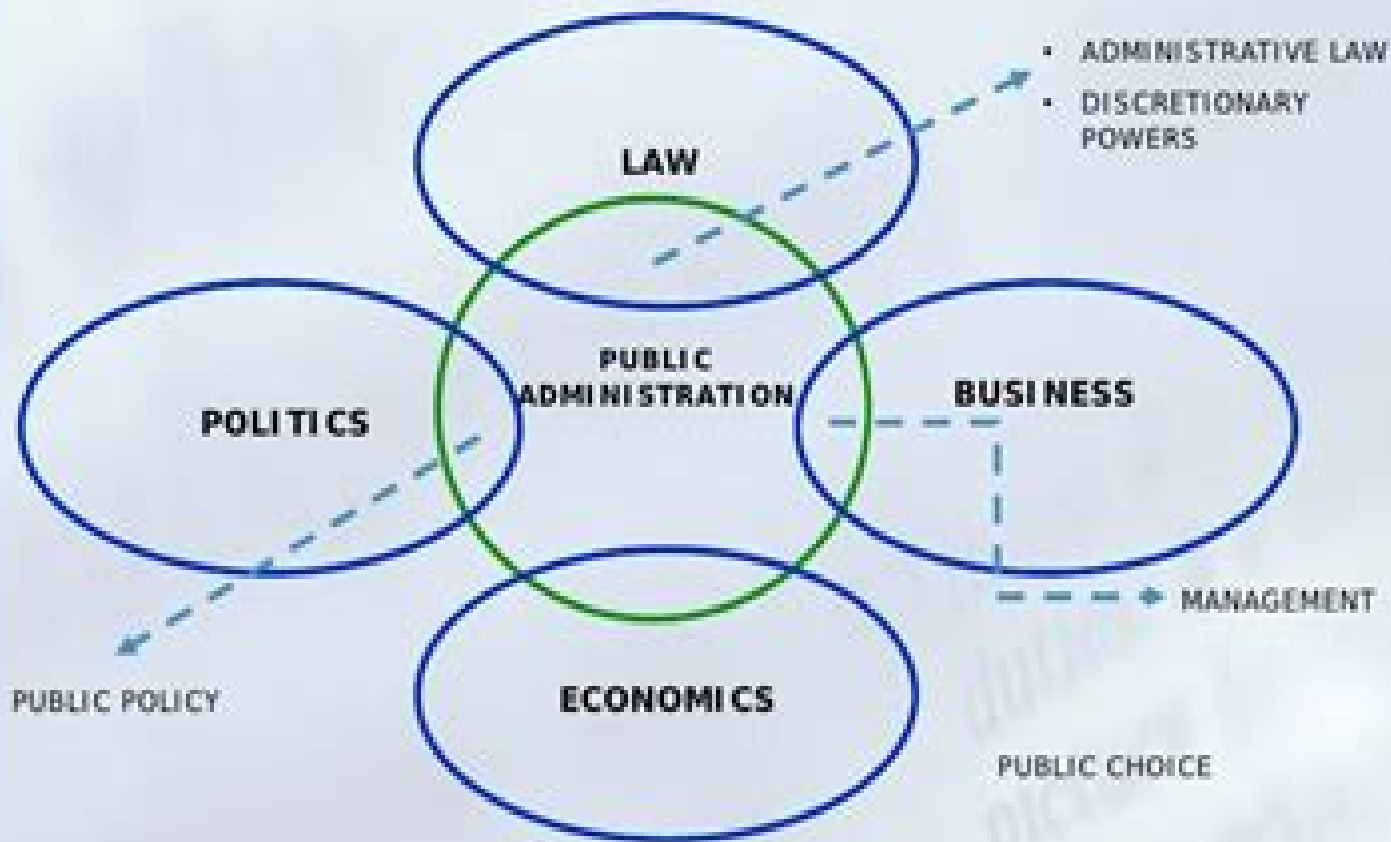 • ADMINISTRATIVE LAW
• DISCRETIONARY
POWERS
LAW
PUBLIC
ADMINISTRATION
POLITICS
BUSINESS
MANAGEMENT
PUBLIC POLICY
ECONOMICS
PUBLIC CHOICE